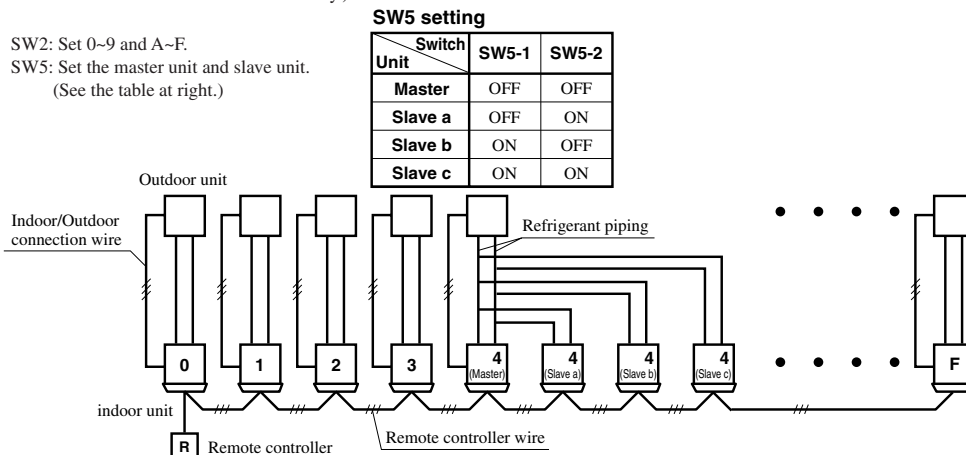 SW2: Set 0~9 and A~F.
SW5: Set the master unit and slave unit.
(See the table at right.)
SW5 setting
Switch
Unit
SW5-1
SW5-2
Master
OFF
OFF
Slave a
OFF
ON
Slave b
ON
OFF
Slave c
ON
ON
Outdoor unit
Indoor/Outdoor
connection wire
Refrigerant piping
0
1
2
3
4
(Master)
4
(Slave a)
4
(Slave b)
4
(Slave c)
F
indoor unit
R
Remote controller
Remote controller wire